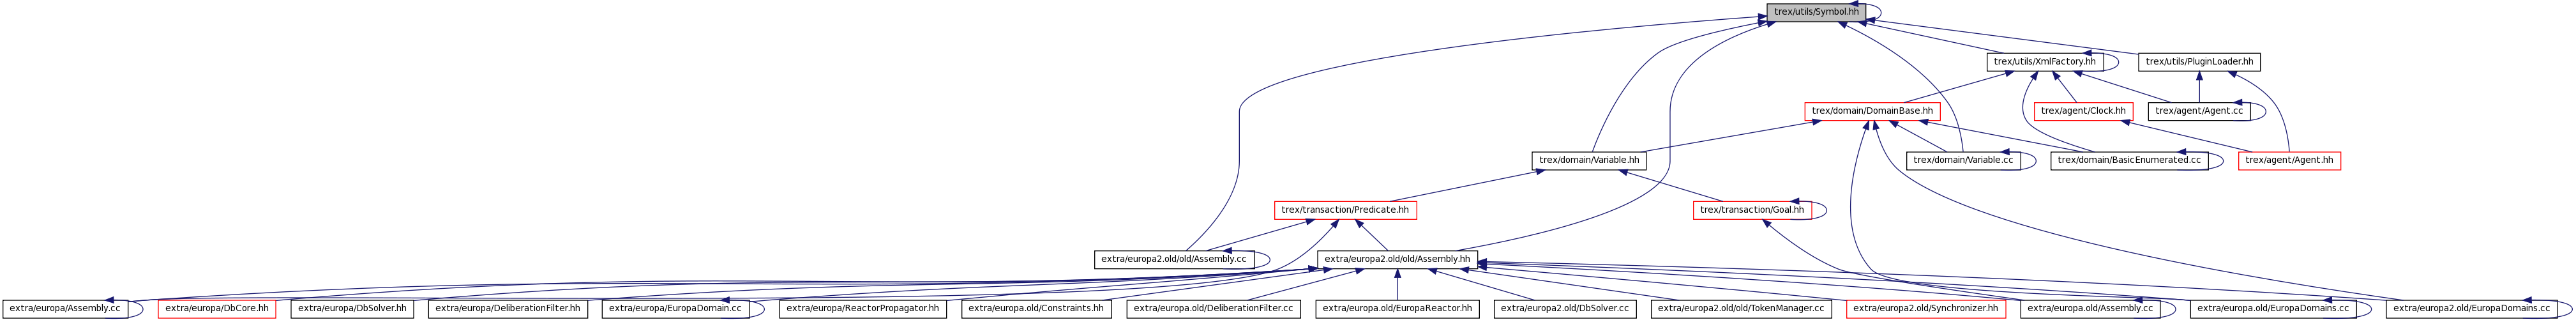 trex/utils/Symbol.hh
trex/utils/XmlFactory.hh
trex/utils/PluginLoader.hh
trex/domain/DomainBase.hh
trex/agent/Clock.hh
trex/agent/Agent.cc
trex/domain/Variable.hh
trex/domain/Variable.cc
trex/domain/BasicEnumerated.cc
trex/agent/Agent.hh
trex/transaction/Predicate.hh
trex/transaction/Goal.hh
extra/europa2.old/old/Assembly.cc
extra/europa2.old/old/Assembly.hh
extra/europa/Assembly.cc
extra/europa/DbCore.hh
extra/europa/DbSolver.hh
extra/europa/DeliberationFilter.hh
extra/europa/EuropaDomain.cc
extra/europa/ReactorPropagator.hh
extra/europa.old/Constraints.hh
extra/europa.old/DeliberationFilter.cc
extra/europa.old/EuropaReactor.hh
extra/europa2.old/DbSolver.cc
extra/europa2.old/old/TokenManager.cc
extra/europa2.old/Synchronizer.hh
extra/europa.old/Assembly.cc
extra/europa.old/EuropaDomains.cc
extra/europa2.old/EuropaDomains.cc